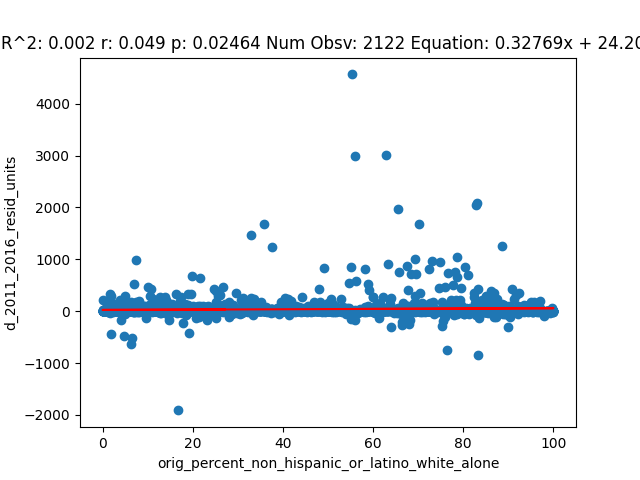 R^2: 0.002 r: 0.049 p: 0.02464 Num Obsv: 2122 Equation: 0.32769x + 24.20
d_2011_2016_resid_units
4000
3000
2000
1000
0
−1000
−2000
0 20 40 60 80 100
orig_percent_non_hispanic_or_latino_white_alone